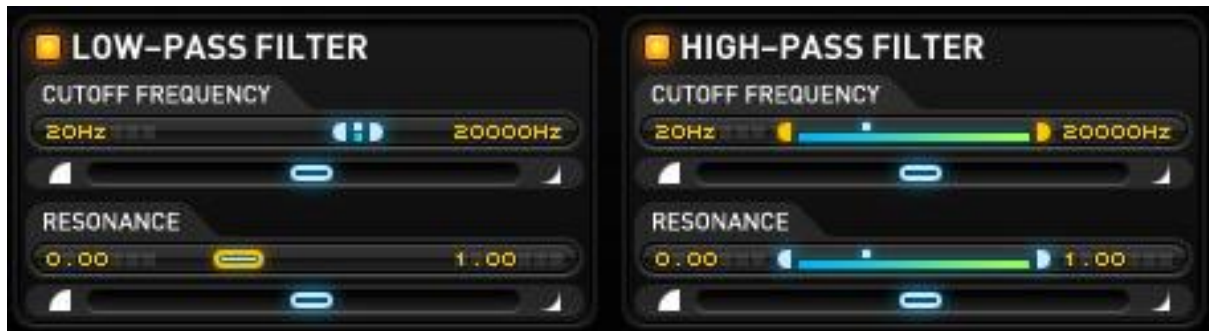 LOW-PASS FILTER
CUTOFF FREQUENCY
20Hz 20000Hz
RESONANCE
0.00 1.00
HIGH-PASS FILTER
CUTOFF FREQUENCY
20Hz 20000Hz
RESONANCE
0.00 1.00